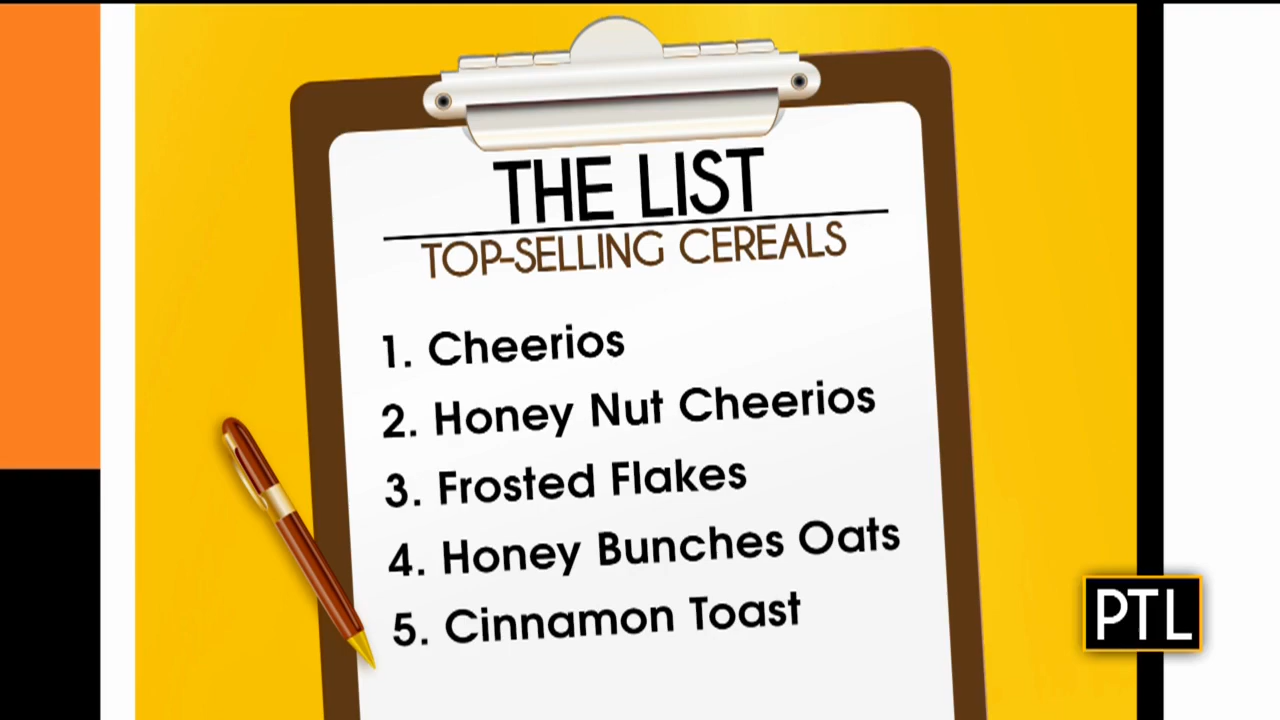 THE LIST
TOP-SELLING CEREALS
1. Cheerios
2. Honey Nut Cheerios
3. Frosted Flakes
4. Honey Bunches Oats
5. Cinnamon Toast
PTL